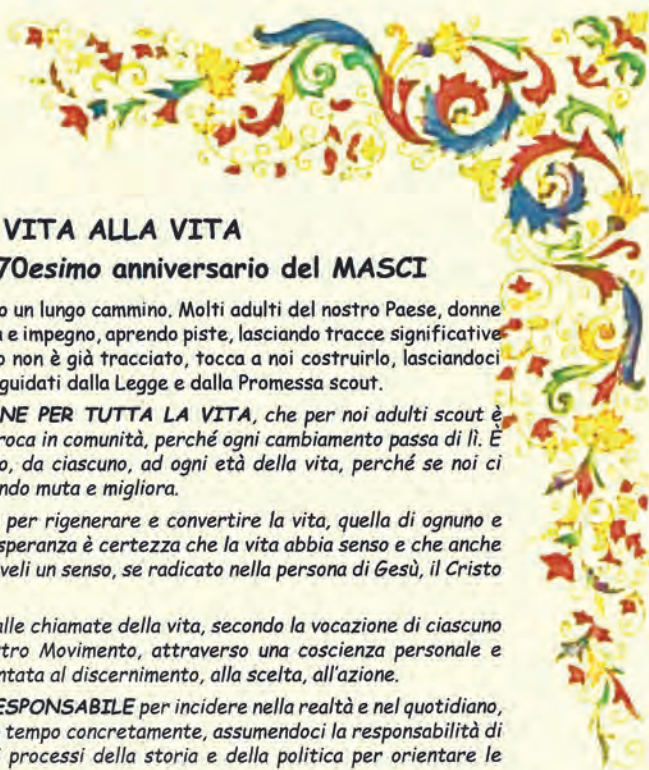 VITA ALLA VITA
70esimo anniversario del MASCI
o un lungo cammino. Molti adulti del nostro Paese, donne
a e impegno, aprendo piste, lasciando tracce significative
o non è già tracciato, tocca a noi costruirlo, lasciandoci
guidati dalla Legge e dalla Promessa scout.
NE PER TUTTA LA VITA, che per noi adulti scout è
roca in comunità, perché ogni cambiamento passa di lì. È
o, da ciascuno, ad ogni età della vita, perché se noi ci
ndo muta e migliora.
per rigenerare e convertire la vita, quella di ognuno e
speranza è certezza che la vita abbia senso e che anche
veli un senso, se radicato nella persona di Gesù, il Cristo
alle chiamate della vita, secondo la vocazione di ciascuno
tro Movimento, attraverso una coscienza personale e
ntata al discernimento, alla scelta, all'azione.
ESPONSABILE per incidere nella realtà e nel quotidiano,
tempo concretamente, assumendoci la responsabilità di
i processi della storia e della politica per orientare le